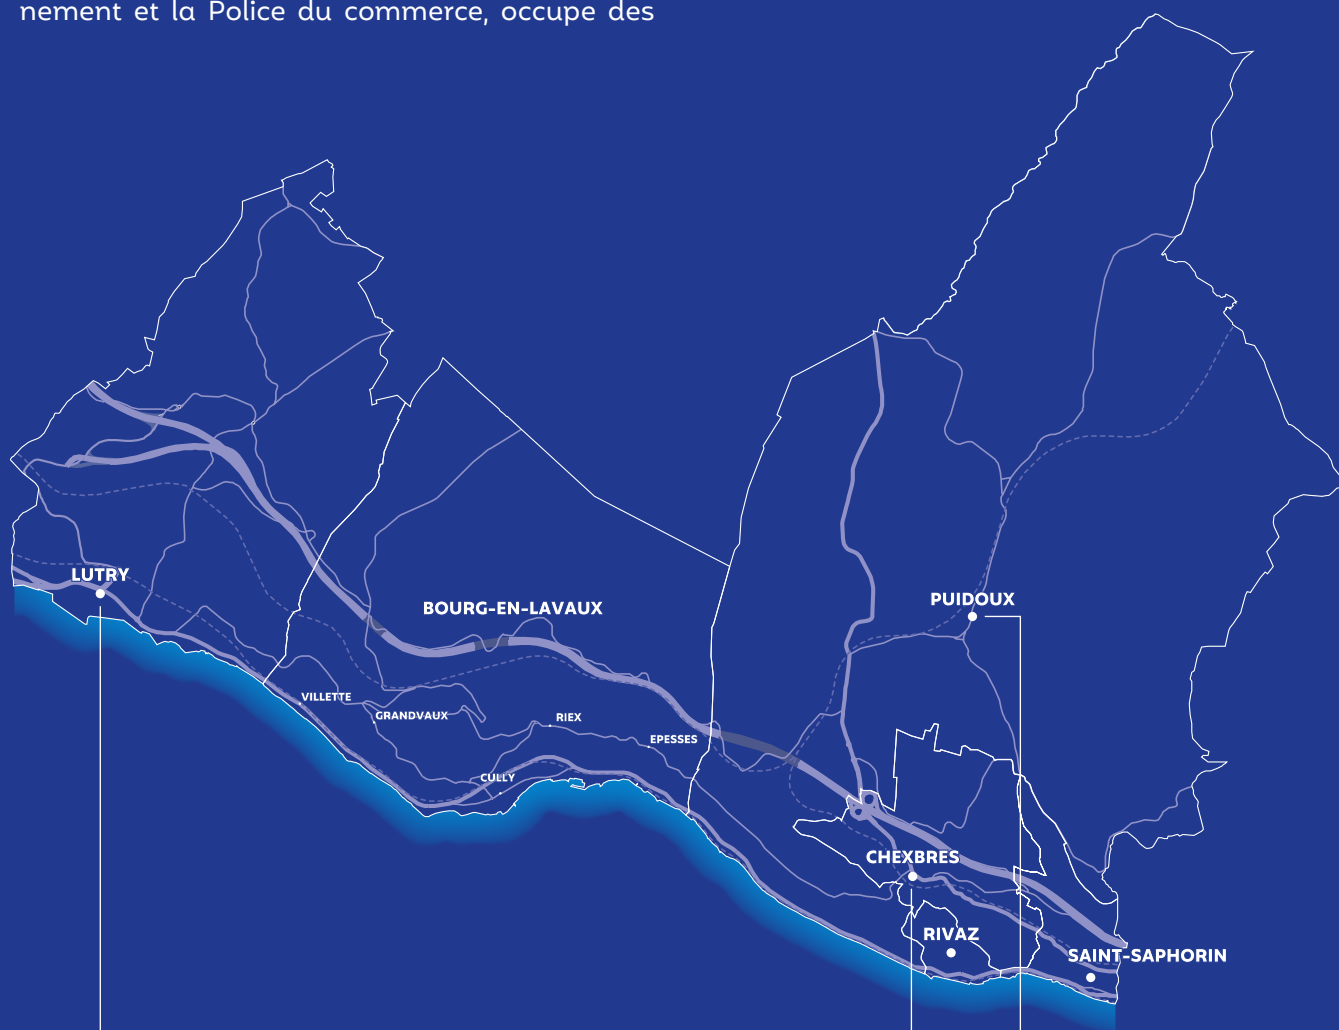 nement et la Police du commerce, occupe des
LUTRY
BOURG-EN-LAVAUX
PUIDOUX
VILLETTE
GRANDVAUX
RIEX
EPESSES
CULLY
CHEXBRES
RIVAZ
SAINT-SAPHORIN